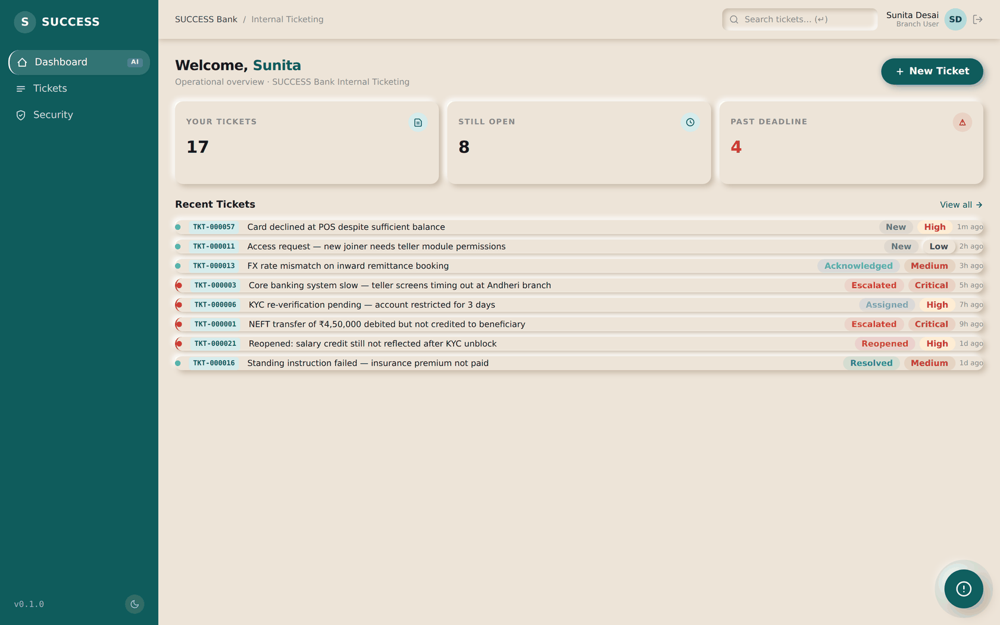 S SUCCESS
Dashboard AI
Tickets
Security
v0.1.0
SUCCESS Bank / Internal Ticketing
Search tickets... (↵)
Sunita Desai
Branch User
SD
Welcome, Sunita
Operational overview · SUCCESS Bank Internal Ticketing
+ New Ticket
YOUR TICKETS
17
STILL OPEN
8
PAST DEADLINE
4
Recent Tickets
View all →
TKT-000057 Card declined at POS despite sufficient balance New High 1m ago
TKT-000011 Access request — new joiner needs teller module permissions New Low 2h ago
TKT-000013 FX rate mismatch on inward remittance booking Acknowledged Medium 3h ago
TKT-000003 Core banking system slow — teller screens timing out at Andheri branch Escalated Critical 5h ago
TKT-000006 KYC re-verification pending — account restricted for 3 days Assigned High 7h ago
TKT-000001 NEFT transfer of ₹4,50,000 debited but not credited to beneficiary Escalated Critical 9h ago
TKT-000021 Reopened: salary credit still not reflected after KYC unblock Reopened High 1d ago
TKT-000016 Standing instruction failed — insurance premium not paid Resolved Medium 1d ago